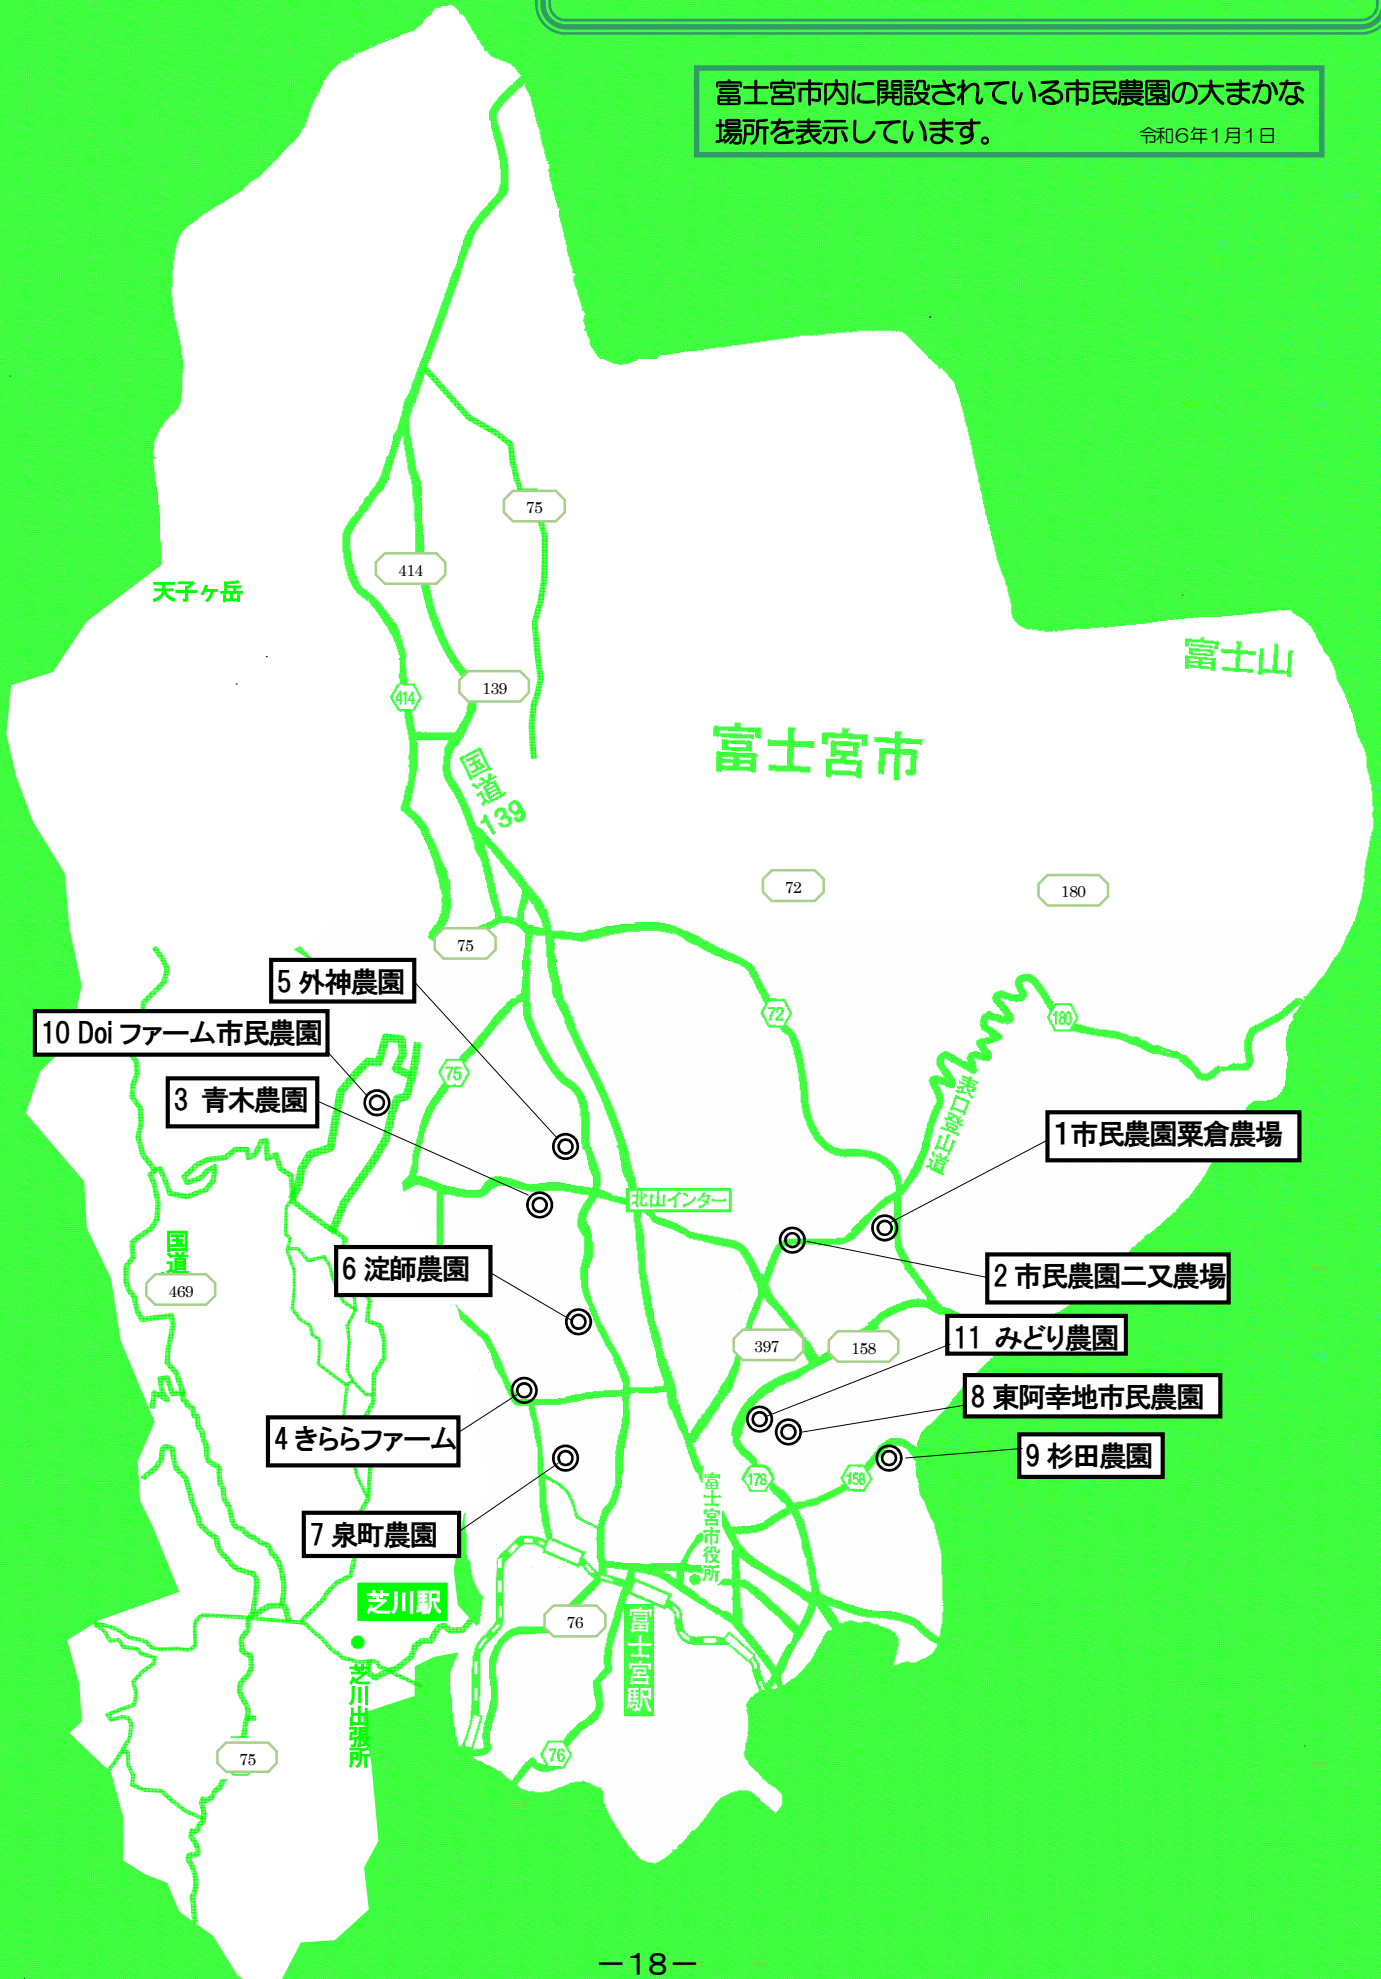 富士宮市内に開設されている市民農園の大まかな
場所を表示しています。
令和6年1月1日
75
414
天子ヶ岳
富士山
414
139
富士宮市
国道139
72
180
75
5 外神農園
72
180
10 Doi ファーム市民農園
75
3 青木農園
1市民農園粟倉農場
北山インター
国道
469
6 淀師農園
2 市民農園二又農場
397
158
11 みどり農園
8 東阿幸地市民農園
4 きららファーム
9 杉田農園
178
158
富士宮市役所
7 泉町農園
芝川駅
76
富士宮駅
芝川出張所
75
76
－18－